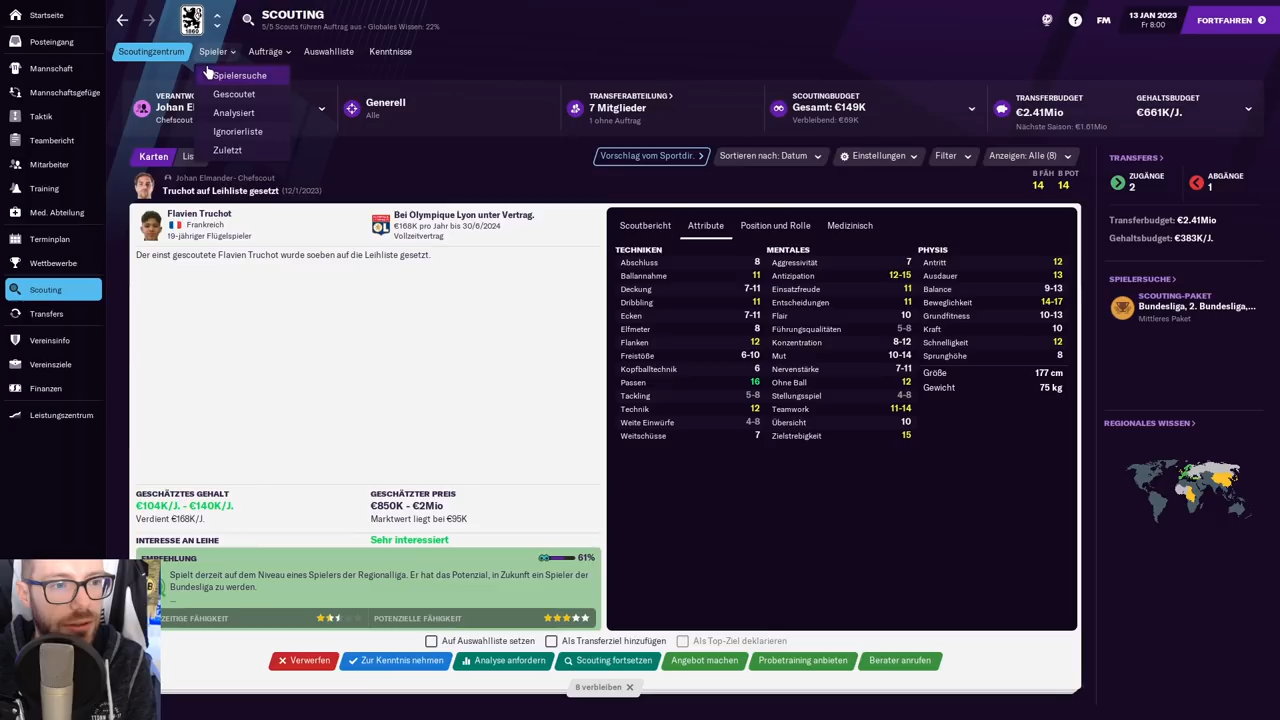 Startseite
Posteingang
Mannschaft
Mannschaftsgefüge
Taktik
Teambericht
Mitarbeiter
Training
Med. Abteilung
Terminplan
Wettbewerbe
Scouting
Transfers
Vereinsinfo
Vereinsziele
Finanzen
Leistungszentrum
1860
SCOUTING
5/5 Scouts führen Auftrag aus - Globales Wissen: 22%
FM
13 JAN 2023
Fr 8:00
FORTFAHREN
Scoutingzentrum
Spieler
Aufträge
Auswahlliste
Kenntnisse
Spielersuche
Gescoutet
Analysiert
Ignorierliste
Zuletzt
VERANTWO
Johan El
Chefscout
Generell
Alle
TRANSFERABTEILUNG
7 Mitglieder
1 ohne Auftrag
SCOUTINGBUDGET
Gesamt: €149K
Verbleibend: €69K
TRANSFERBUDGET
€2.41Mio
Nächste Saison: €1.61Mio
GEHALTSBUDGET
€661K/J.
Karten
Lis
Vorschlag vom Sportdir.
Sortieren nach: Datum
Einstellungen
Filter
Anzeigen: Alle (8)
Johan Elmander- Chefscout
Truchot auf Leihliste gesetzt (12/1/2023)
B FÄH B POT
14 14
Flavien Truchot
Frankreich
19-jähriger Flügelspieler
Bei Olympique Lyon unter Vertrag.
€168K pro Jahr bis 30/6/2024
Vollzeitvertrag
Der einst gescoutete Flavien Truchot wurde soeben auf die Leihliste gesetzt.
GESCHÄTZTES GEHALT
€104K/J. - €140K/J.
Verdient €168K/J.
GESCHÄTZTER PREIS
€850K - €2Mio
Marktwert liegt bei €95K
INTERESSE AN LEIHE
Sehr interessiert
EMPFEHLUNG
61%
Spielt derzeit auf dem Niveau eines Spielers der Regionalliga. Er hat das Potenzial, in Zukunft ein Spieler der
Bundesliga zu werden.
...
ZEITIGE FÄHIGKEIT
POTENZIELLE FÄHIGKEIT
Scoutbericht
Attribute
Position und Rolle
Medizinisch
TECHNIKEN
Abschluss 8
Ballannahme 11
Deckung 7-11
Dribbling 11
Ecken 7-11
Elfmeter 8
Flanken 12
Freistöße 6-10
Kopfballtechnik 6
Passen 16
Tackling 5-8
Technik 12
Weite Einwürfe 4-8
Weitschüsse 7
MENTALES
Aggressivität 7
Antizipation 12-15
Einsatzfreude 11
Entscheidungen 11
Flair 10
Führungsqualitäten 5-8
Konzentration 8-12
Mut 10-14
Nervenstärke 7-11
Ohne Ball 12
Stellungsspiel 4-8
Teamwork 11-14
Übersicht 10
Zielstrebigkeit 15
PHYSIS
Antritt 12
Ausdauer 13
Balance 9-13
Beweglichkeit 14-17
Grundfitness 10-13
Kraft 10
Schnelligkeit 12
Sprunghöhe 8
Größe 177 cm
Gewicht 75 kg
Auf Auswahlliste setzen
Als Transferziel hinzufügen
Als Top-Ziel deklarieren
Verwerfen
Zur Kenntnis nehmen
Analyse anfordern
Scouting fortsetzen
Angebot machen
Probetraining anbieten
Berater anrufen
8 verbleiben
TRANSFERS
ZUGÄNGE
2
ABGÄNGE
1
Transferbudget: €2.41Mio
Gehaltsbudget: €383K/J.
SPIELERSUCHE
SCOUTING-PAKET
Bundesliga, 2. Bundesliga,...
Mittleres Paket
REGIONALES WISSEN